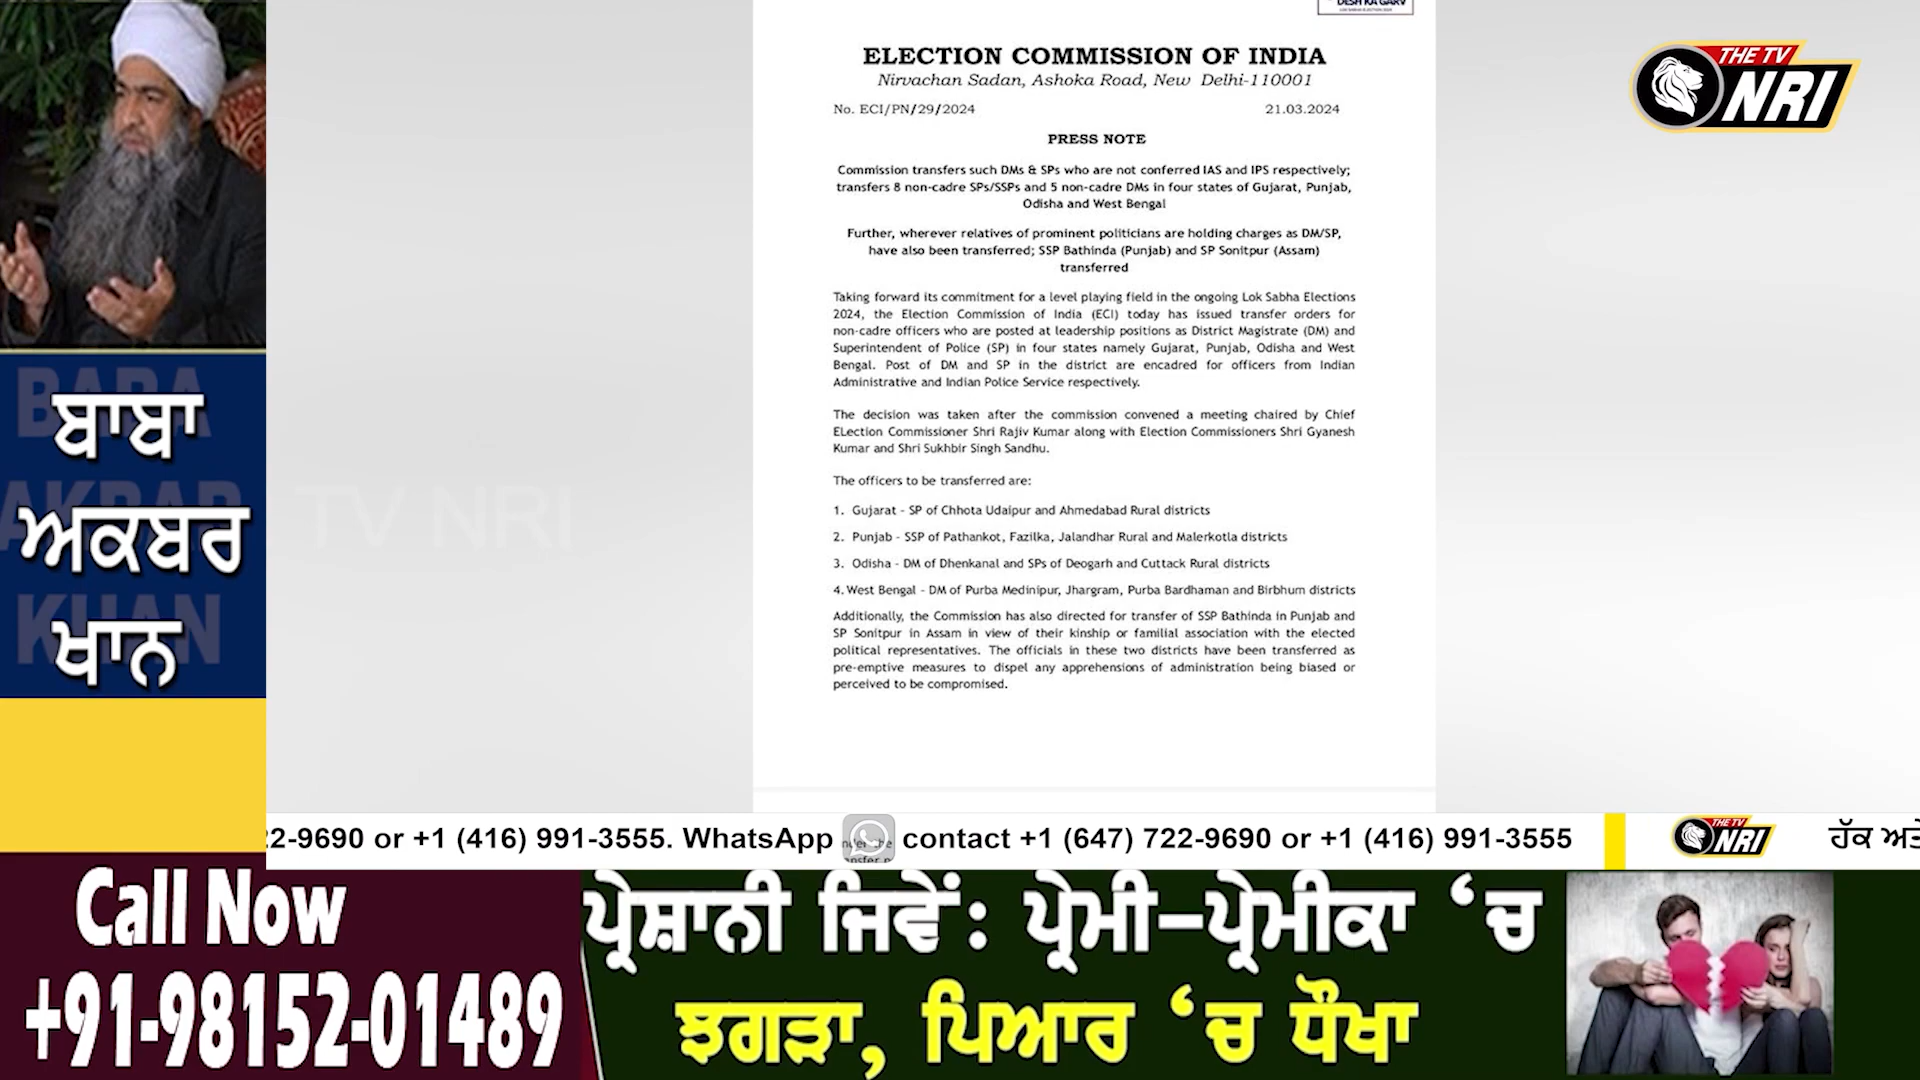 DESH KA GARV
ELECTION COMMISSION OF INDIA
Nirvachan Sadan, Ashoka Road, New Delhi-110001
No. ECI/PN/29/2024 21.03.2024
PRESS NOTE
Commission transfers such DMs & SPs who are not conferred IAS and IPS respectively;
transfers 8 non-cadre SPs/SSPs and 5 non-cadre DMs in four states of Gujarat, Punjab,
Odisha and West Bengal
Further, wherever relatives of prominent politicians are holding charges as DM/SP,
have also been transferred; SSP Bathinda (Punjab) and SP Sonitpur (Assam)
transferred
Taking forward its commitment for a level playing field in the ongoing Lok Sabha Elections
2024, the Election Commission of India (ECI) today has issued transfer orders for
non-cadre officers who are posted at leadership positions as District Magistrate (DM) and
Superintendent of Police (SP) in four states namely Gujarat, Punjab, Odisha and West
Bengal. Post of DM and SP in the district are encadred for officers from Indian
Administrative and Indian Police Service respectively.
The decision was taken after the commission convened a meeting chaired by Chief
ELection Commissioner Shri Rajiv Kumar along with Election Commissioners Shri Gyanesh
Kumar and Shri Sukhbir Singh Sandhu.
The officers to be transferred are:
1. Gujarat – SP of Chhota Udaipur and Ahmedabad Rural districts
2. Punjab – SSP of Pathankot, Fazilka, Jalandhar Rural and Malerkotla districts
3. Odisha – DM of Dhenkanal and SPs of Deogarh and Cuttack Rural districts
4. West Bengal – DM of Purba Medinipur, Jhargram, Purba Bardhaman and Birbhum districts
Additionally, the Commission has also directed for transfer of SSP Bathinda in Punjab and
SP Sonitpur in Assam in view of their kinship or familial association with the elected
political representatives. The officials in these two districts have been transferred as
pre-emptive measures to dispel any apprehensions of administration being biased or
perceived to be compromised.
THE TV
NRI
TV NRI
BABA
ਬਾਬਾ
AKBAR
ਅਕਬਰ
KHAN
ਖਾਨ
22-9690 or +1 (416) 991-3555. WhatsApp contact +1 (647) 722-9690 or +1 (416) 991-3555 THE TV NRI ਹੱਕ ਅਤੇ
Call Now
+91-98152-01489
ਪ੍ਰੇਸ਼ਾਨੀ ਜਿਵੇਂ: ਪ੍ਰੇਮੀ-ਪ੍ਰੇਮੀਕਾ ‘ਚ
ਝਗੜਾ, ਪਿਆਰ ‘ਚ ਧੌਖਾ